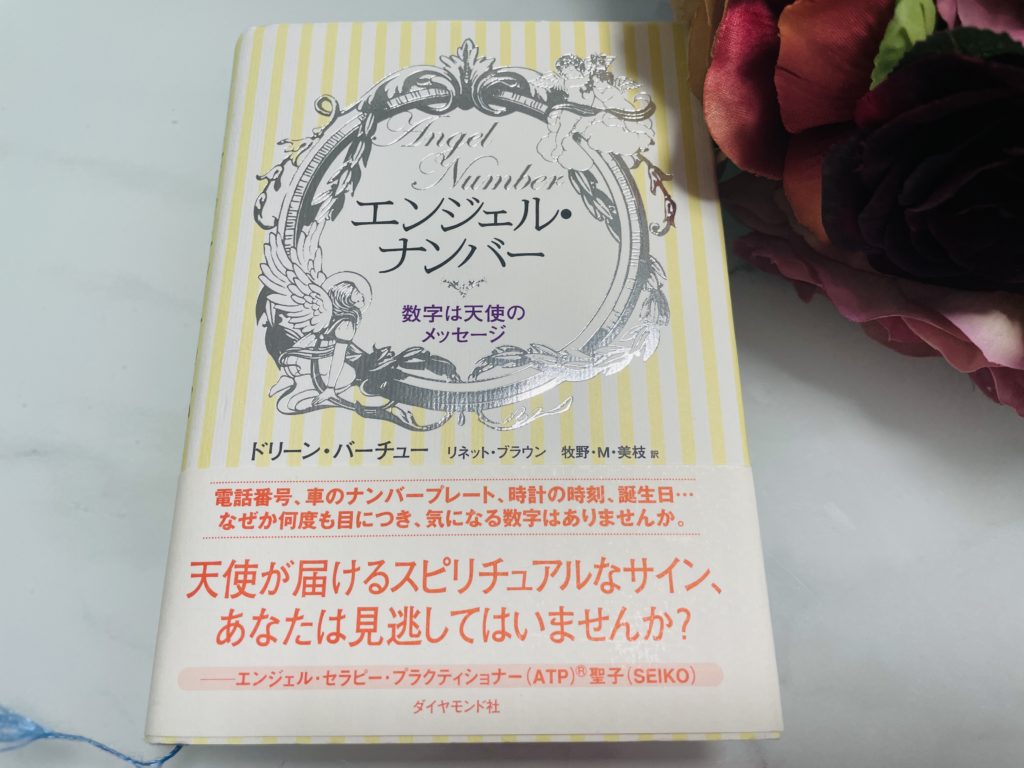 Angel
Number
エンジェル・
ナンバー
数字は天使の
メッセージ
ドリーン・バーチュー リネット・ブラウン 牧野・M・美枝 訳
電話番号、車のナンバープレート、時計の時刻、誕生日…
なぜか何度も目につき、気になる数字はありませんか。
天使が届けるスピリチュアルなサイン、
あなたは見逃してはいませんか?
——エンジェル・セラピー・プラクティショナー(ATP)®聖子(SEIKO)
ダイヤモンド社